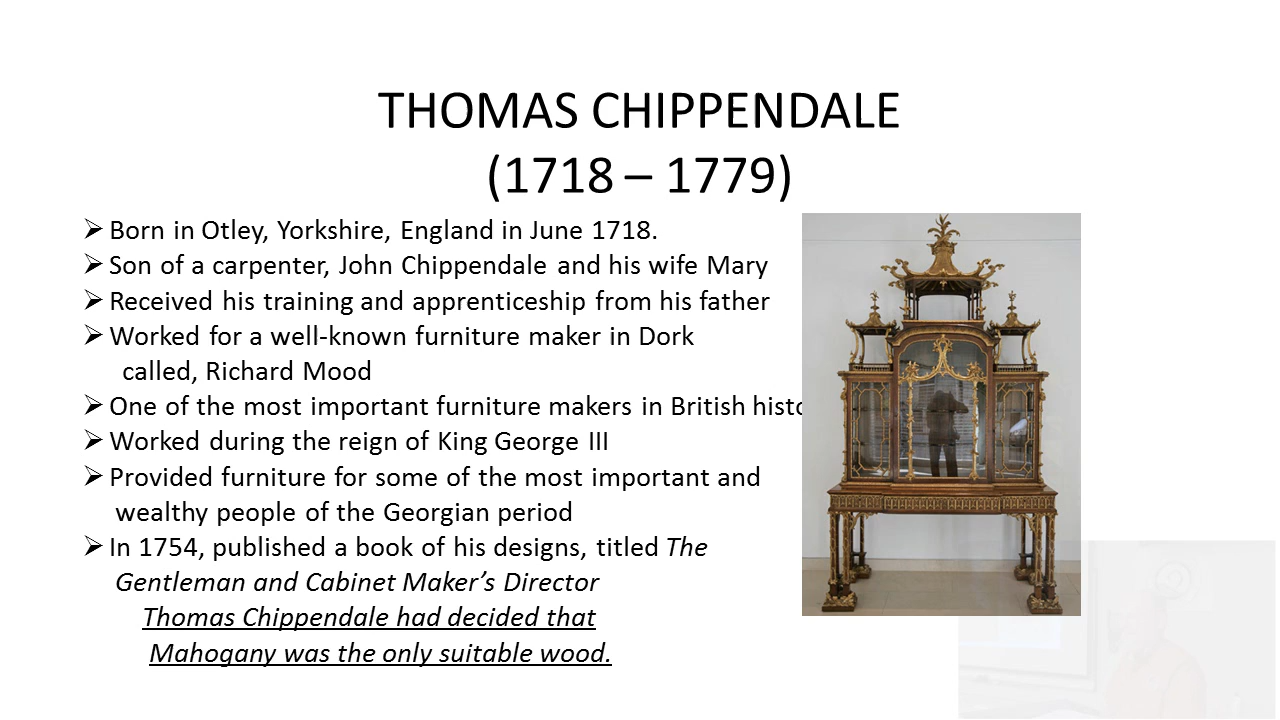 THOMAS CHIPPENDALE
(1718 – 1779)
➢ Born in Otley, Yorkshire, England in June 1718.
➢ Son of a carpenter, John Chippendale and his wife Mary
➢ Received his training and apprenticeship from his father
➢ Worked for a well-known furniture maker in Dork
called, Richard Mood
➢ One of the most important furniture makers in British histo
➢ Worked during the reign of King George III
➢ Provided furniture for some of the most important and
wealthy people of the Georgian period
➢ In 1754, published a book of his designs, titled The
Gentleman and Cabinet Maker’s Director
Thomas Chippendale had decided that
Mahogany was the only suitable wood.